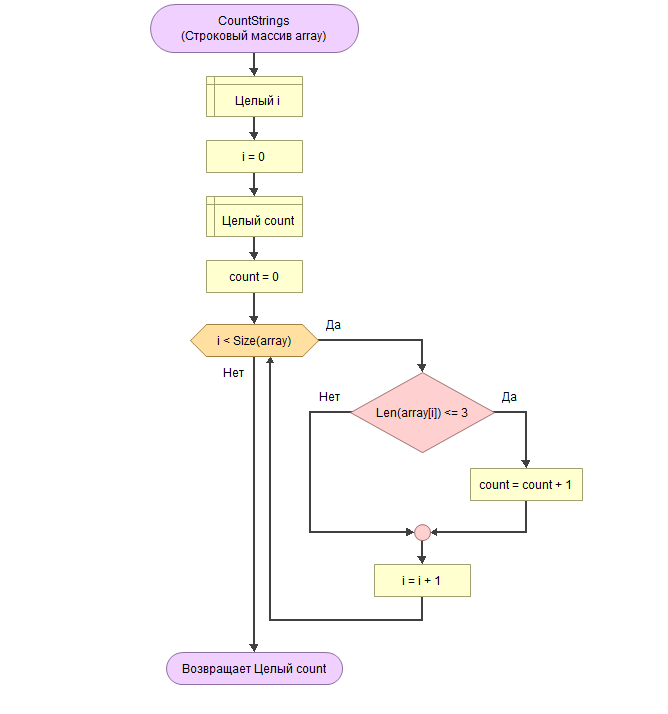 CountStrings
(Строковый массив array)
Целый i
i = 0
Целый count
count = 0
i < Size(array)
Да
Нет
Len(array[i]) <= 3
Нет
Да
count = count + 1
i = i + 1
Возвращает Целый count